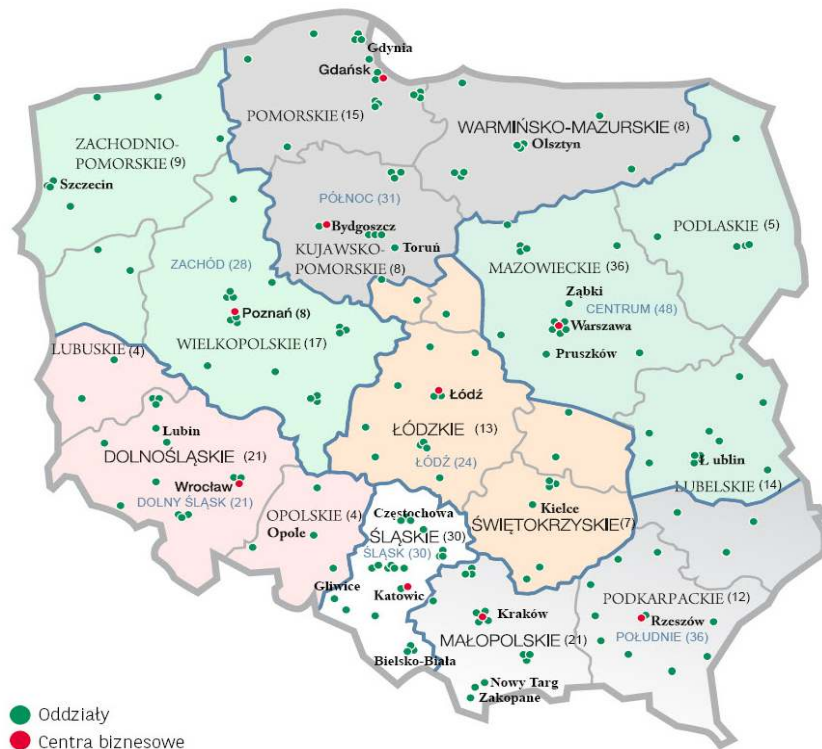 Gdynia
Gdańsk
POMORSKIE (15)
WARMIŃSKO-MAZURSKIE (8)
Olsztyn
ZACHODNIO-
POMORSKIE (9)
Szczecin
PÓŁNOC (31)
Bydgoszcz
PODLASKIE (5)
KUJAWSKO-
POMORSKIE (8)
Toruń
ZACHÓD (28)
MAZOWIECKIE (36)
Ząbki
CENTRUM (48)
Poznań (8)
Warszawa
WIELKOPOLSKIE (17)
LUBUSKIE (4)
Pruszków
Łódź
Lubin
ŁÓDZKIE (13)
DOLNOŚLĄSKIE (21)
ŁÓDŹ (24)
Ł ublin
LUBELSKIE (14)
Wrocław
DOLNY ŚLĄSK (21)
OPOLSKIE (4)
Opole
Częstochowa
ŚLĄSKIE (30)
ŚLĄSK (30)
Kielce
ŚWIĘTOKRZYSKIE (7)
Gliwice
Katowic
PODKARPACKIE (12)
Kraków
Rzeszów
MAŁOPOLSKIE (21)
POŁUDNIE (36)
Bielsko-Biała
Nowy Targ
Zakopane
Oddziały
Centra biznesowe